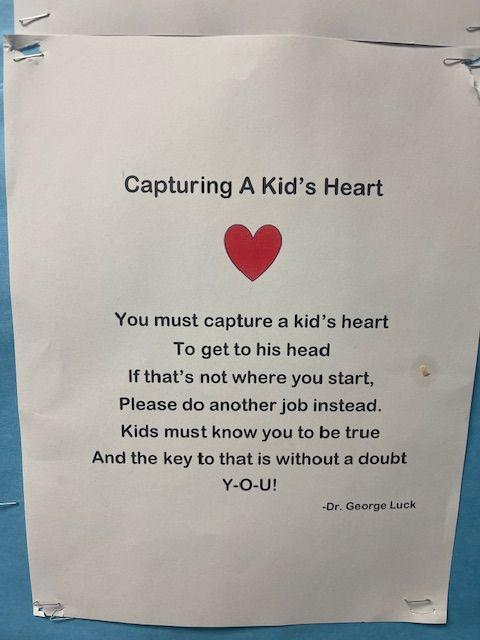 Capturing A Kid's Heart
You must capture a kid's heart
To get to his head
If that's not where you start,
Please do another job instead.
Kids must know you to be true
And the key to that is without a doubt
Y-O-U!
-Dr. George Luck